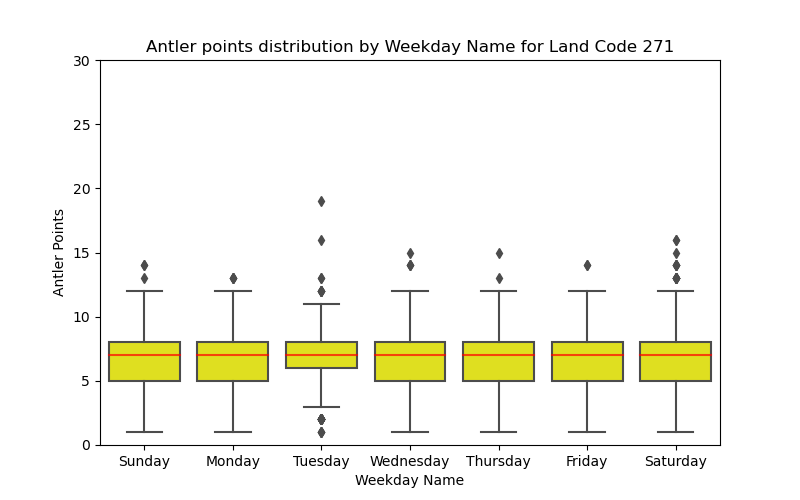 Antler points distribution by Weekday Name for Land Code 271
30
25
20
15
10
5
0
Antler Points
Sunday Monday Tuesday Wednesday Thursday Friday Saturday
Weekday Name